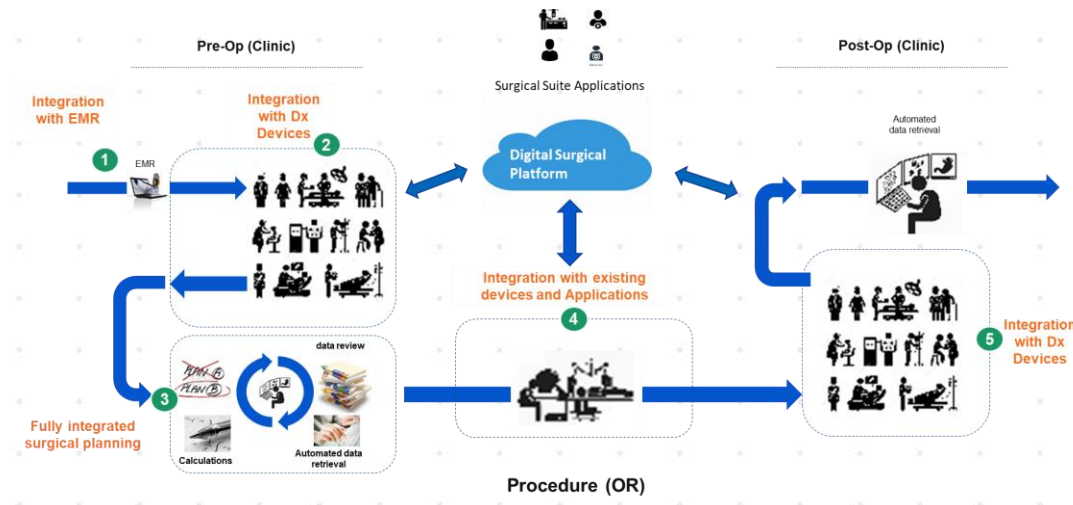 Pre-Op (Clinic)
Surgical Suite Applications
Post-Op (Clinic)
Integration
with EMR
1
EMR
Integration
with Dx
Devices
2
Digital Surgical
Platform
Automated
data retrieval
Integration with existing
devices and Applications
4
Integration
with Dx
Devices
5
Fully integrated
surgical planning
3
PLAN A
PLAN B
data review
Calculations
Automated data
retrieval
Procedure (OR)